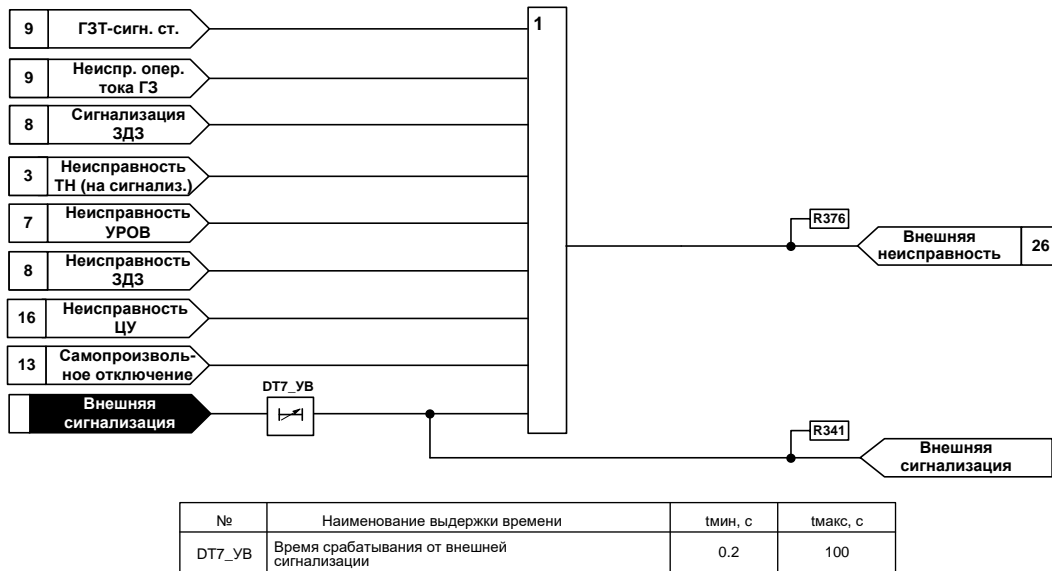 9 ГЗТ-сигн. ст.
1
9 Неиспр. опер.
тока ГЗ
8 Сигнализация
ЗДЗ
3 Неисправность
ТН (на сигнализ.)
7 Неисправность
УРОВ
R376
Внешняя
неисправность 26
8 Неисправность
ЗДЗ
16 Неисправность
ЦУ
13 Самопроизволь-
ное отключение
DT7_УВ
Внешняя
сигнализация
R341
Внешняя
сигнализация
№ Наименование выдержки времени tмин, с tмакс, с
DT7_УВ Время срабатывания от внешней
сигнализации 0.2 100